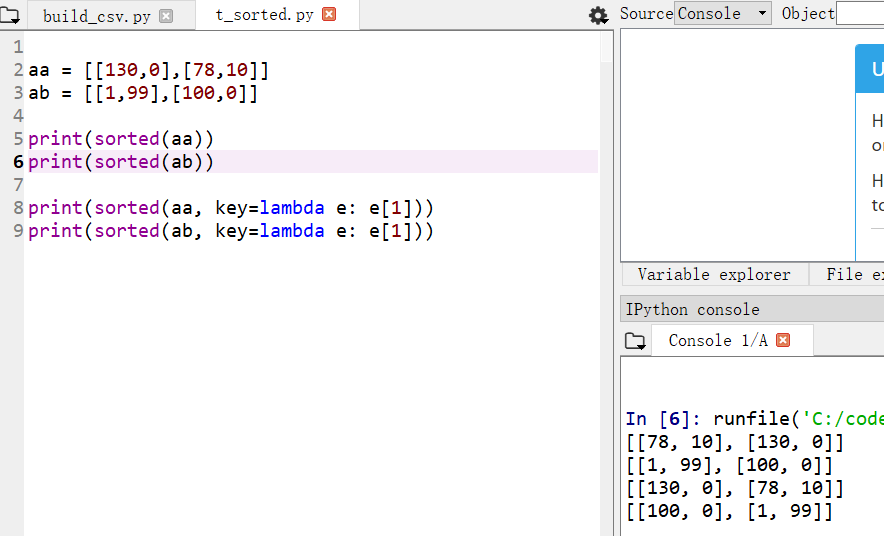 build_csv.py
t_sorted.py
Source Console Object
1
2 aa = [[130,0],[78,10]]
3 ab = [[1,99],[100,0]]
4
5 print(sorted(aa))
6 print(sorted(ab))
7
8 print(sorted(aa, key=lambda e: e[1]))
9 print(sorted(ab, key=lambda e: e[1]))
U
H
o
H
to
Variable explorer
File e
IPython console
Console 1/A
In [6]: runfile('C:/code
[[78, 10], [130, 0]]
[[1, 99], [100, 0]]
[[130, 0], [78, 10]]
[[100, 0], [1, 99]]